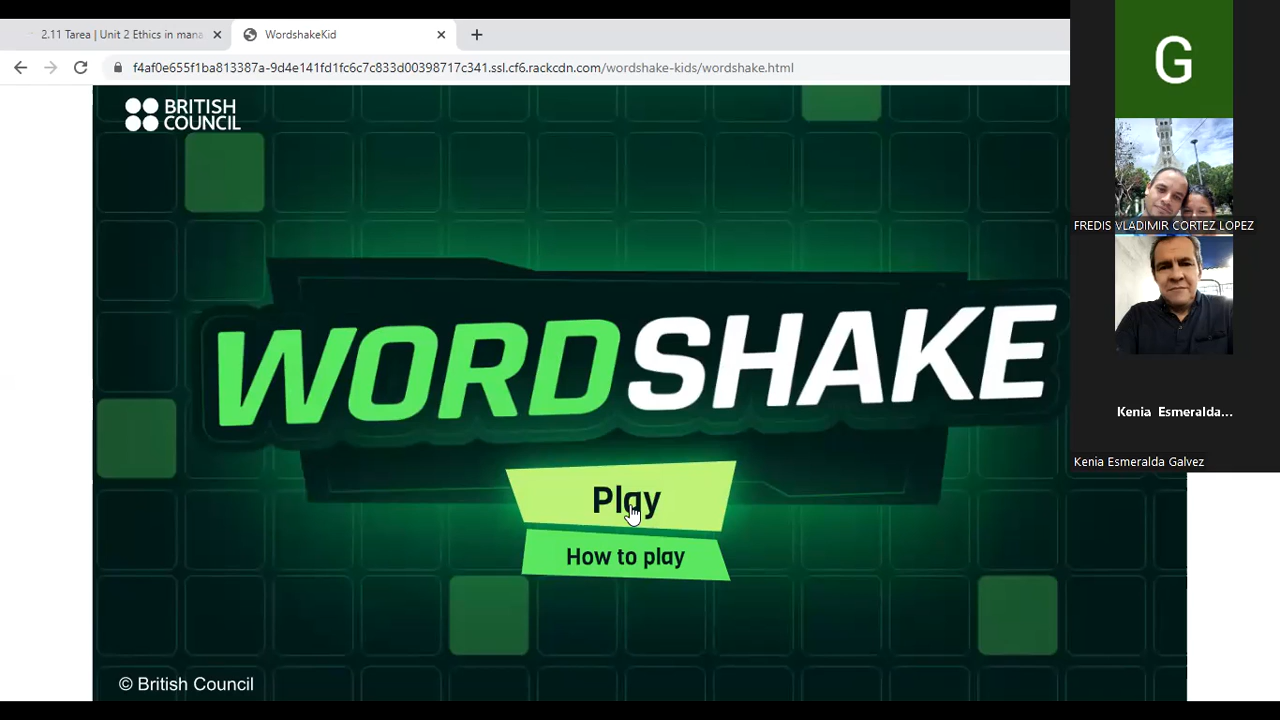 2.11 Tarea | Unit 2 Ethics in mana
WordshakeKid
f4af0e655f1ba813387a-9d4e141fd1fc6c7c833d00398717c341.ssl.cf6.rackcdn.com/wordshake-kids/wordshake.html
BRITISH
COUNCIL
WORDSHAKE
Play
How to play
© British Council
G
FREDIS VLADIMIR CORTEZ LOPEZ
Kenia Esmeralda...
Kenia Esmeralda Galvez